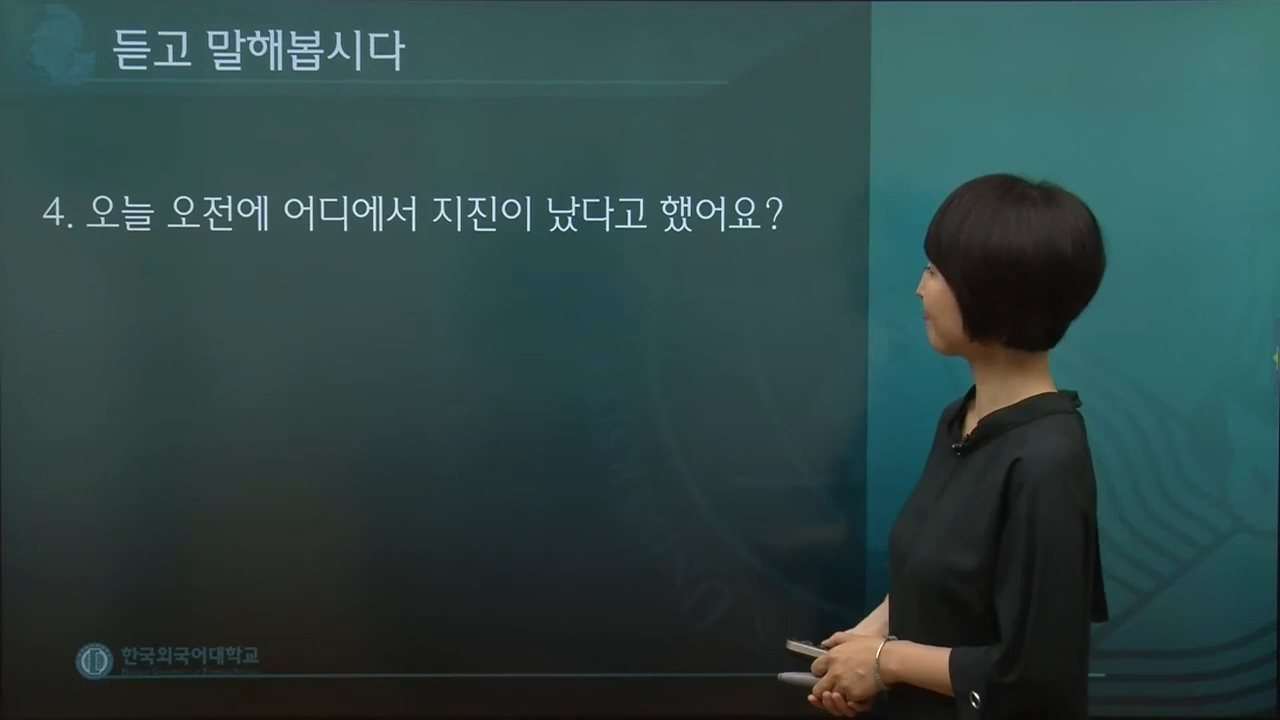 듣고 말해봅시다
4. 오늘 오전에 어디에서 지진이 났다고 했어요?
한국외국어대학교